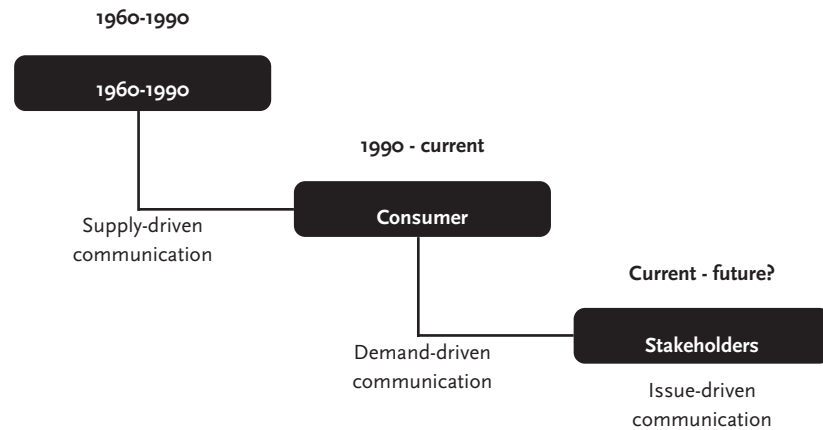 1960-1990
1960-1990
Supply-driven
communication
1990 - current
Consumer
Demand-driven
communication
Current - future?
Stakeholders
Issue-driven
communication